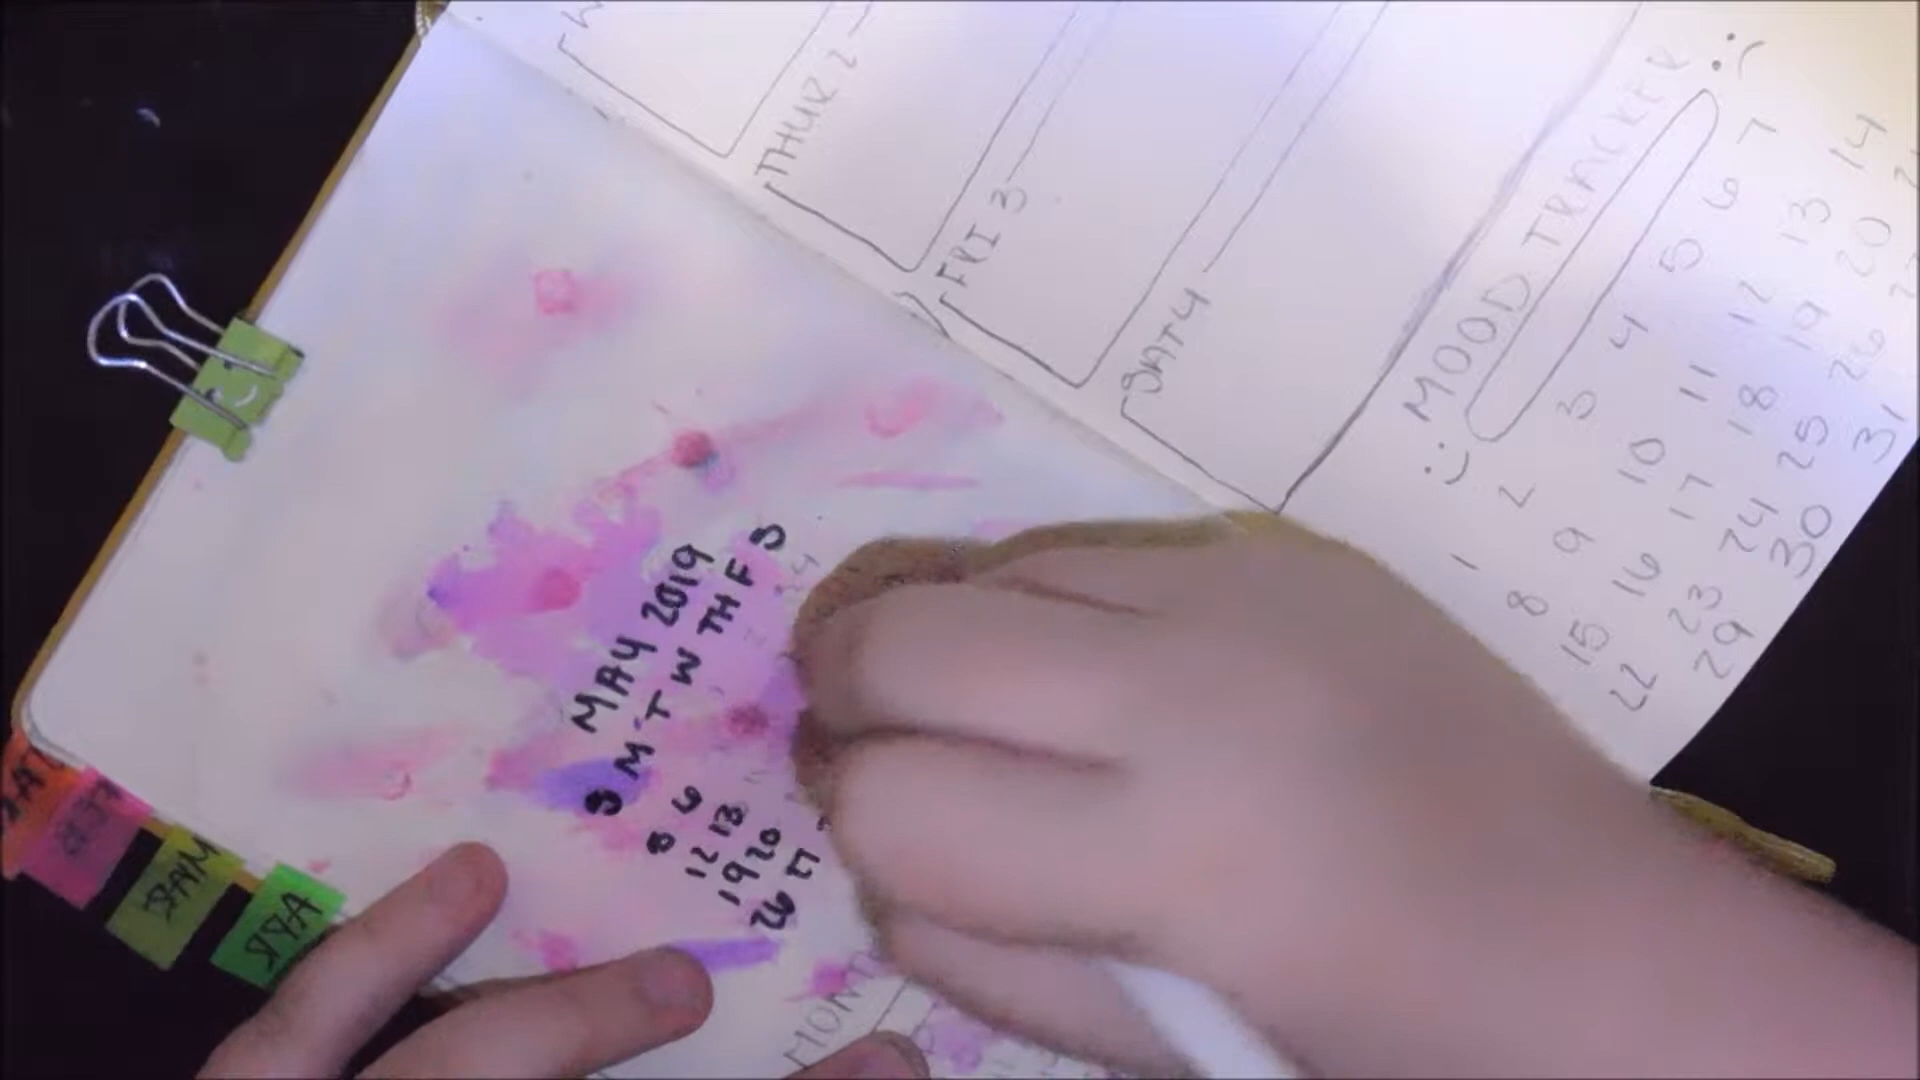 THUR 2
FRI 3
SAT 4
MOOD TRACKER
:) :(
1 2 3 4 5 6 7
8 9 10 11 12 13 14
15 16 17 18 19 20
22 23 24 25 26
29 30 31
MAY 2019
S M T W TH F S
4
5 6
12 13
19 20
26 27
FEB
MAR
APR